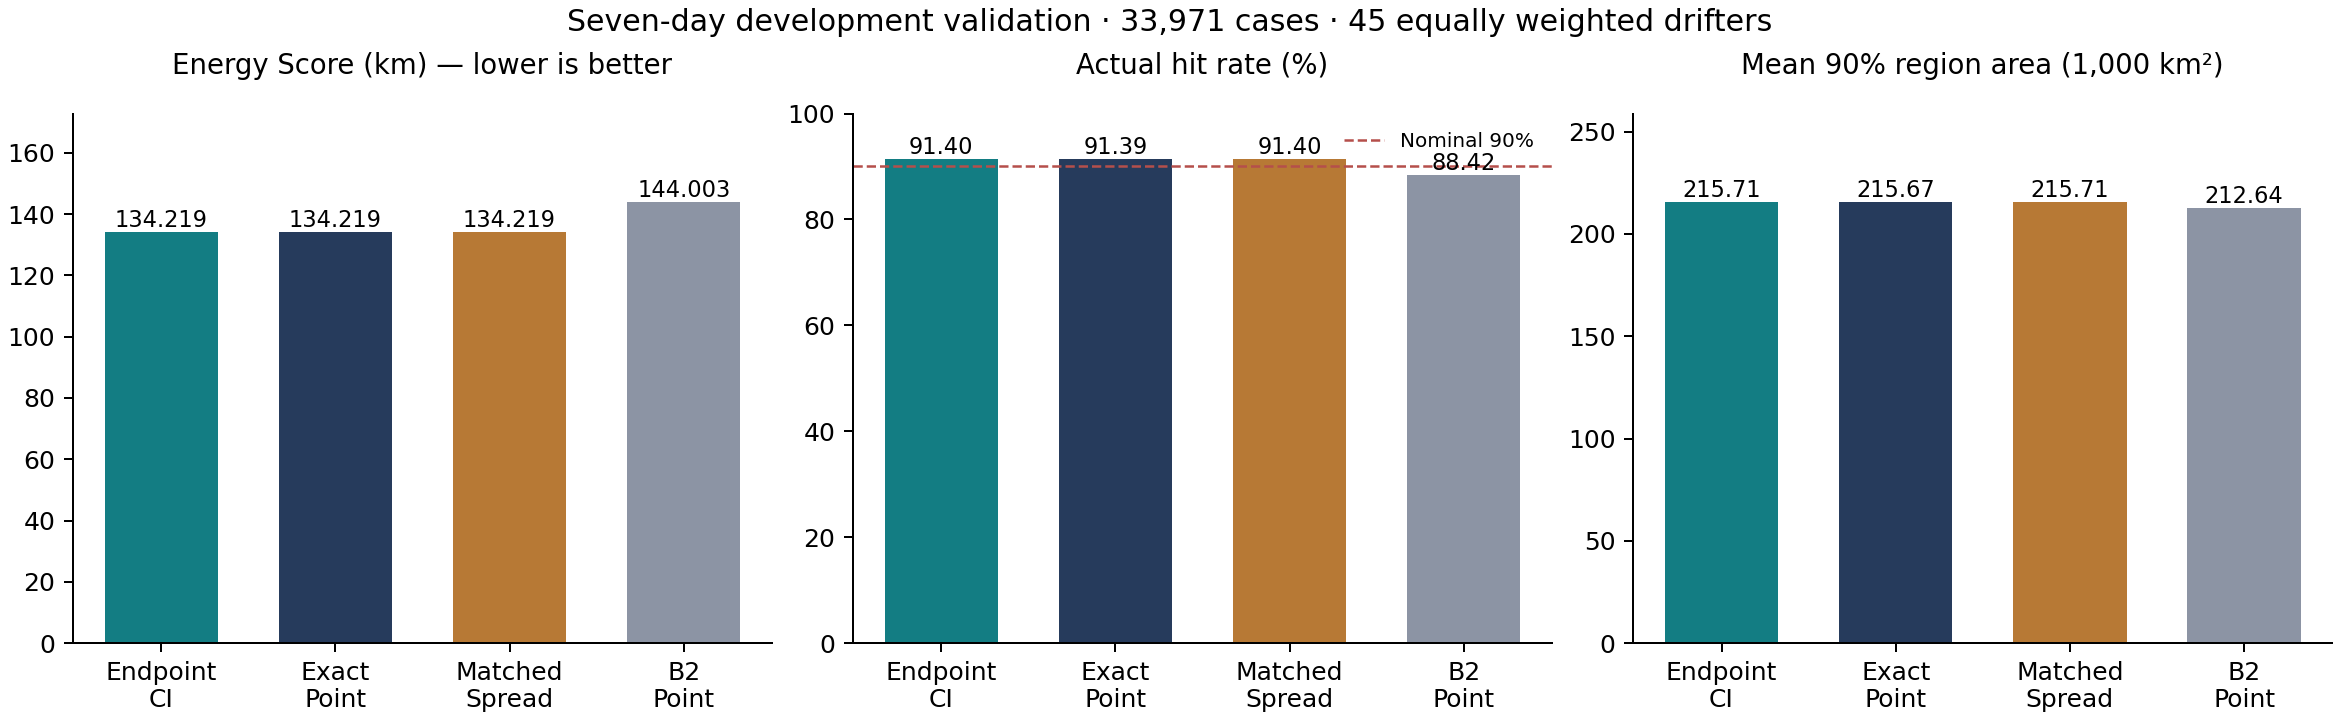 Seven-day development validation · 33,971 cases · 45 equally weighted drifters
Energy Score (km) — lower is better
160
140
120
100
80
60
40
20
0
134.219
134.219
134.219
144.003
Endpoint
CI
Exact
Point
Matched
Spread
B2
Point
Actual hit rate (%)
100
80
60
40
20
0
91.40
91.39
91.40
88.42
Nominal 90%
Endpoint
CI
Exact
Point
Matched
Spread
B2
Point
Mean 90% region area (1,000 km²)
250
200
150
100
50
0
215.71
215.67
215.71
212.64
Endpoint
CI
Exact
Point
Matched
Spread
B2
Point